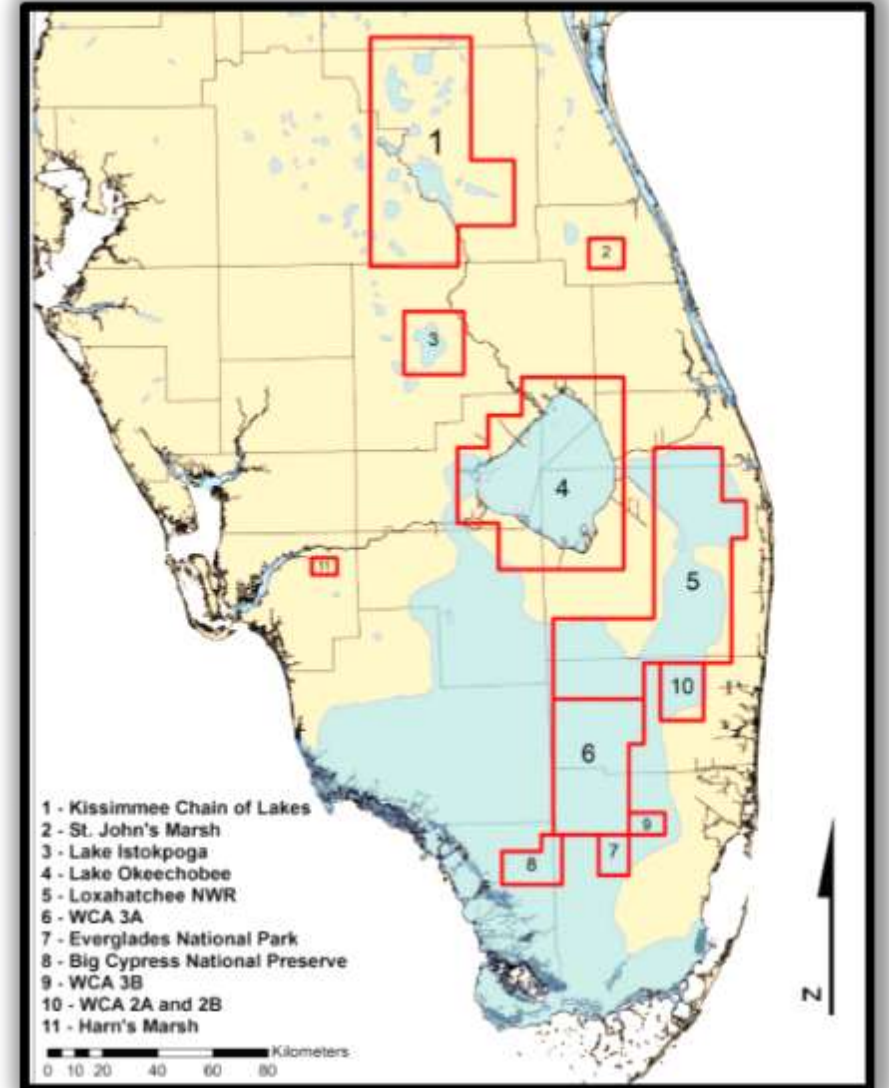 1
2
3
4
11
5
10
6
9
7
8
1 - Kissimmee Chain of Lakes
2 - St. John's Marsh
3 - Lake Istokpoga
4 - Lake Okeechobee
5 - Loxahatchee NWR
6 - WCA 3A
7 - Everglades National Park
8 - Big Cypress National Preserve
9 - WCA 3B
10 - WCA 2A and 2B
11 - Harn's Marsh
Kilometers
0 10 20 40 60 80
N